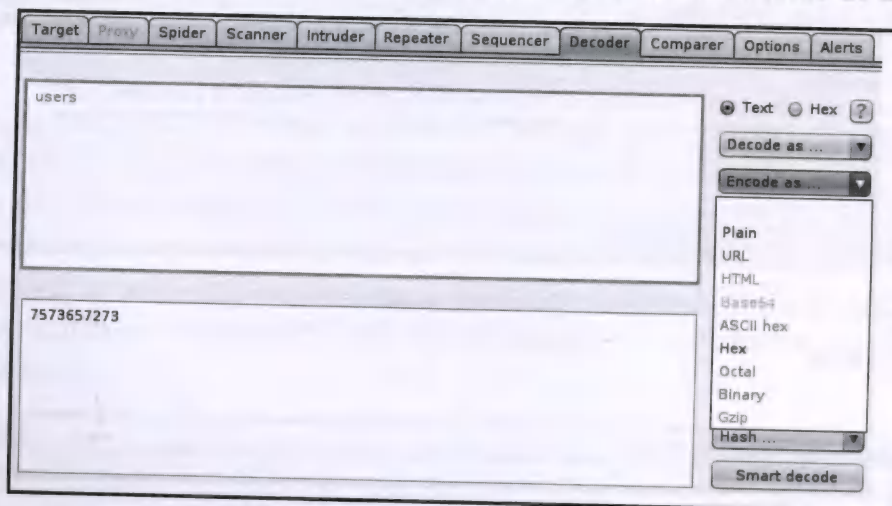 Target Proxy Spider Scanner Intruder Repeater Sequencer Decoder Comparer Options Alerts
users
Text Hex ?
Decode as ...
Encode as ...
Plain
URL
HTML
Base64
ASCII hex
Hex
Octal
Binary
Gzip
Hash ...
Smart decode
7573657273